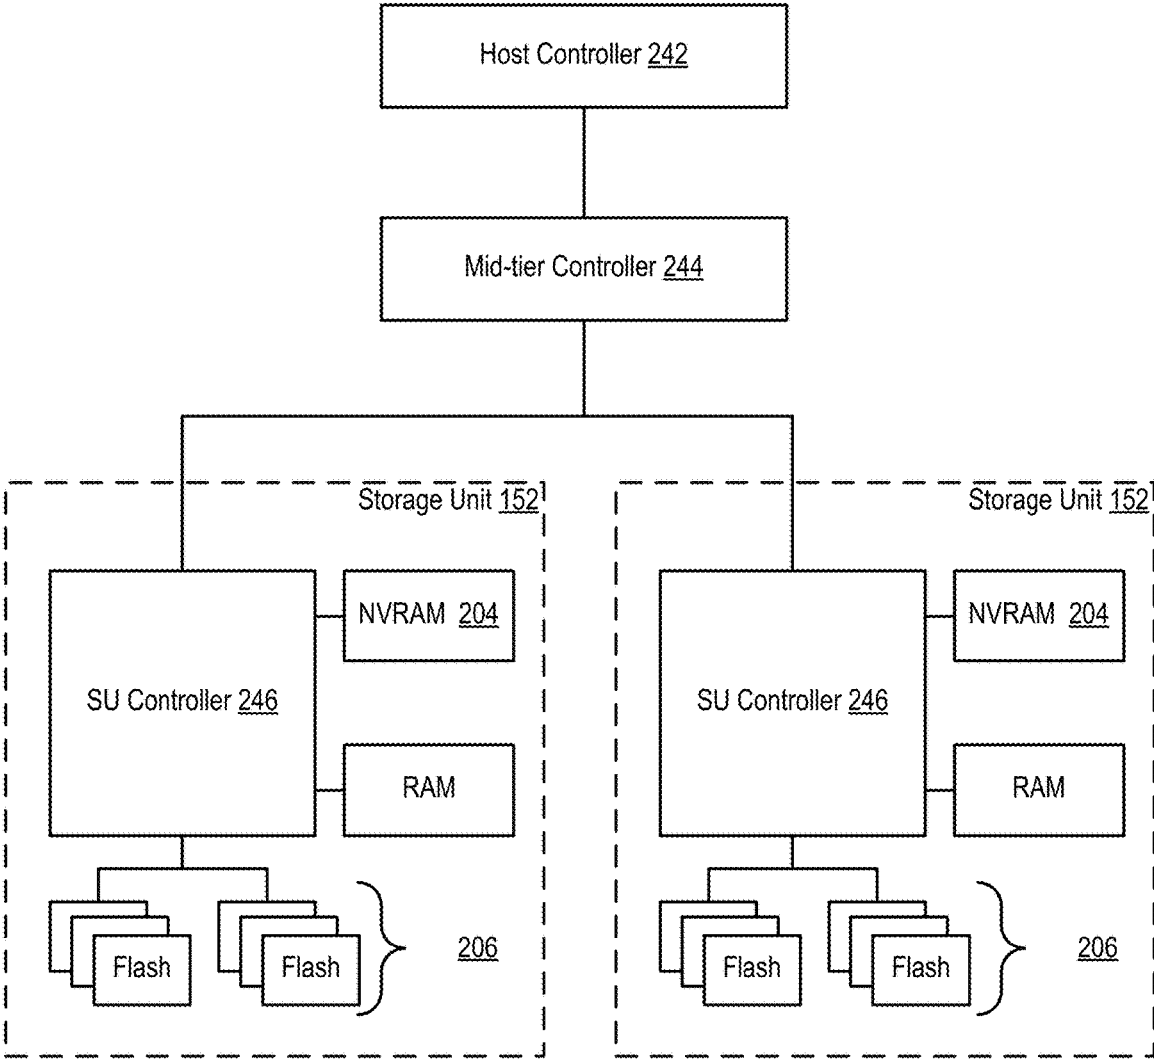 Host Controller 242
Mid-tier Controller 244
Storage Unit 152
Storage Unit 152
NVRAM 204
NVRAM 204
SU Controller 246
SU Controller 246
RAM
RAM
206
206
Flash
Flash
Flash
Flash